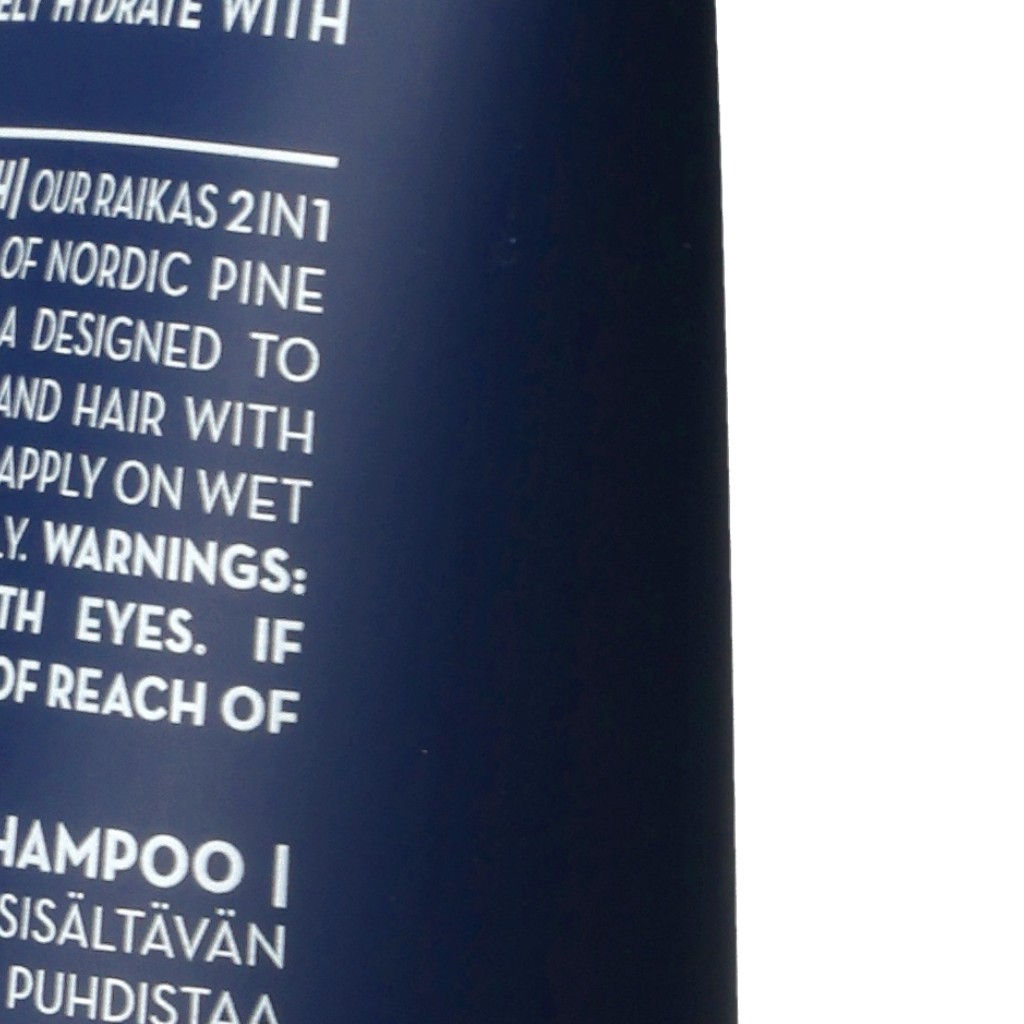 ELY HYDRATE WITH
H| OUR RAIKAS 2IN1
OF NORDIC PINE
A DESIGNED TO
AND HAIR WITH
APPLY ON WET
LY. WARNINGS:
TH EYES. IF
OF REACH OF
HAMPOO |
SISÄLTÄVÄN
PUHDISTAA